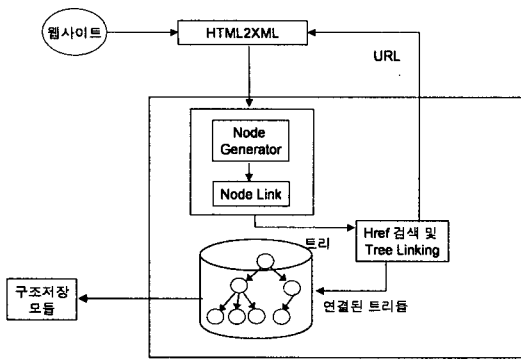 웹사이트
HTML2XML
URL
Node
Generator
Node Link
트리
Href 검색 및
Tree Linking
구조저장
모듈
연결된 트리들